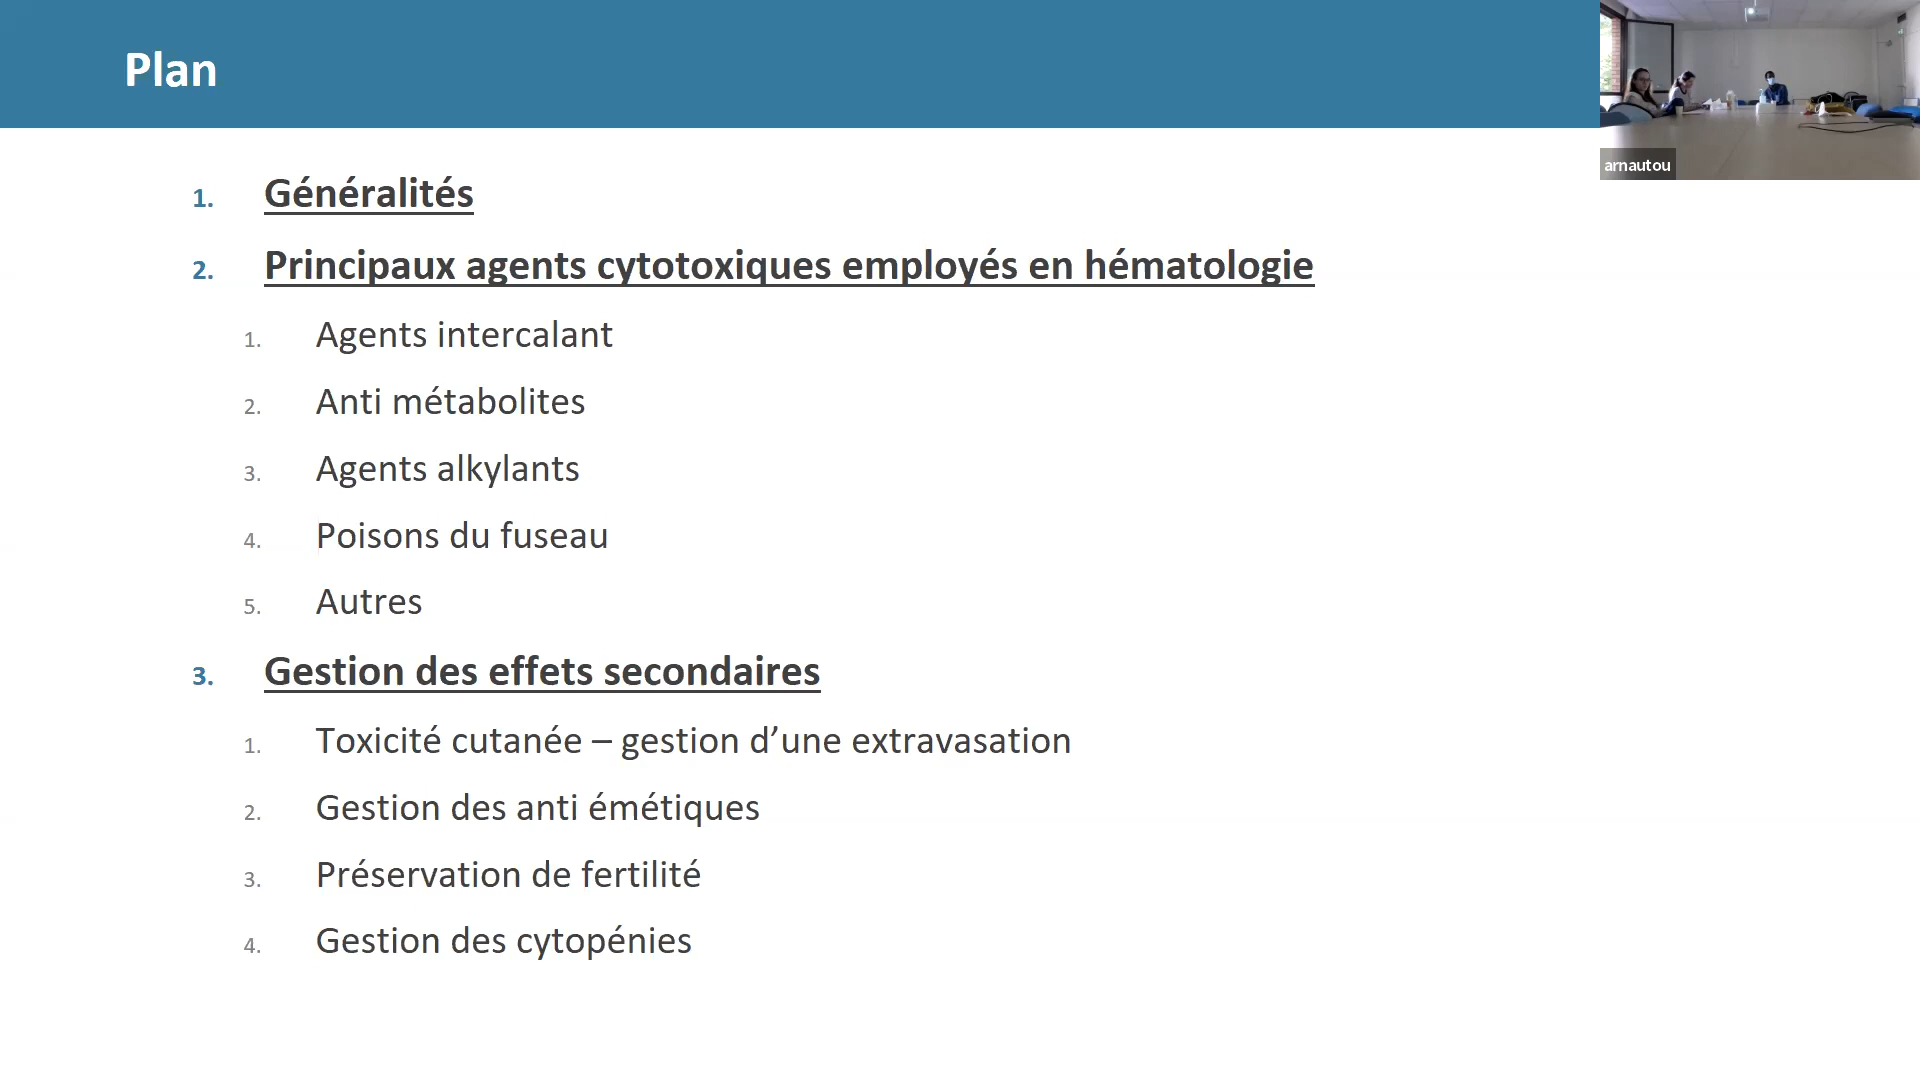 Plan
arnautou
1. Généralités
2. Principaux agents cytotoxiques employés en hématologie
1. Agents intercalant
2. Anti métabolites
3. Agents alkylants
4. Poisons du fuseau
5. Autres
3. Gestion des effets secondaires
1. Toxicité cutanée – gestion d’une extravasation
2. Gestion des anti émétiques
3. Préservation de fertilité
4. Gestion des cytopénies